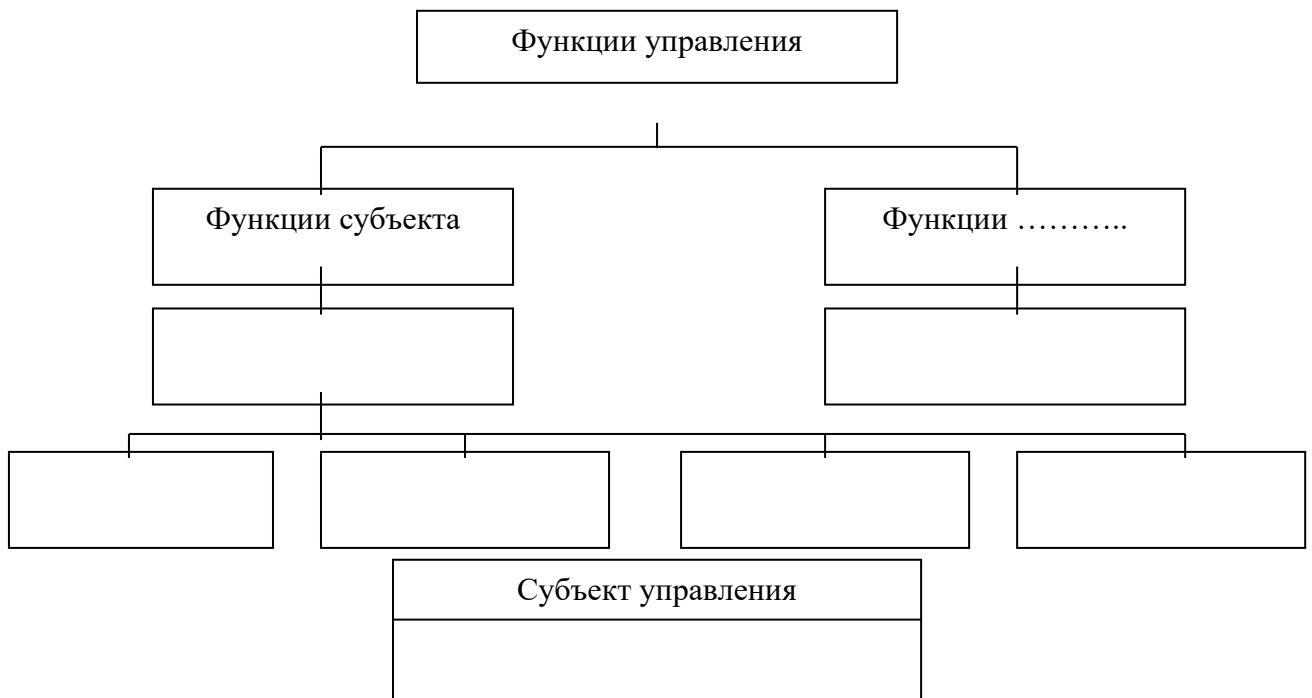 Функции управления
Функции субъекта
Функции ………..
Субъект управления